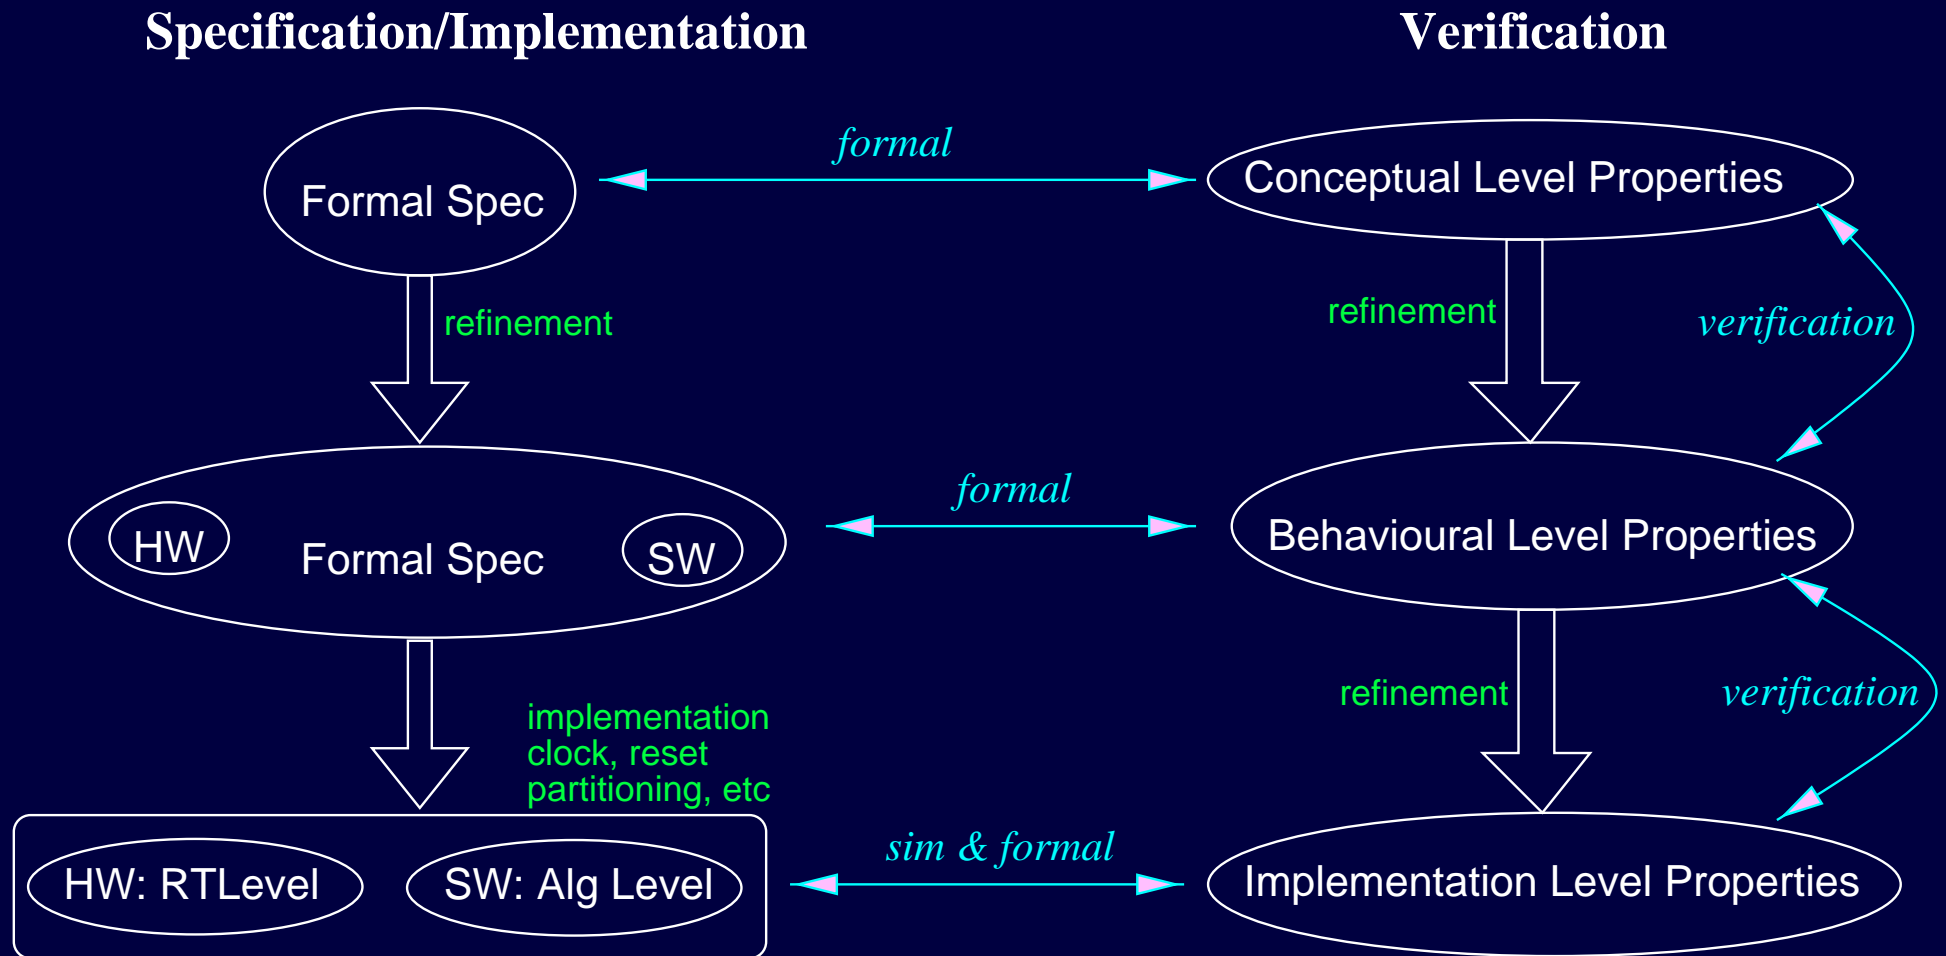 Specification/Implementation
Verification
formal
Formal Spec
Conceptual Level Properties
refinement
refinement
verification
formal
HW
Formal Spec
SW
Behavioural Level Properties
refinement
verification
implementation
clock, reset
partitioning, etc
sim & formal
HW: RTLevel
SW: Alg Level
Implementation Level Properties